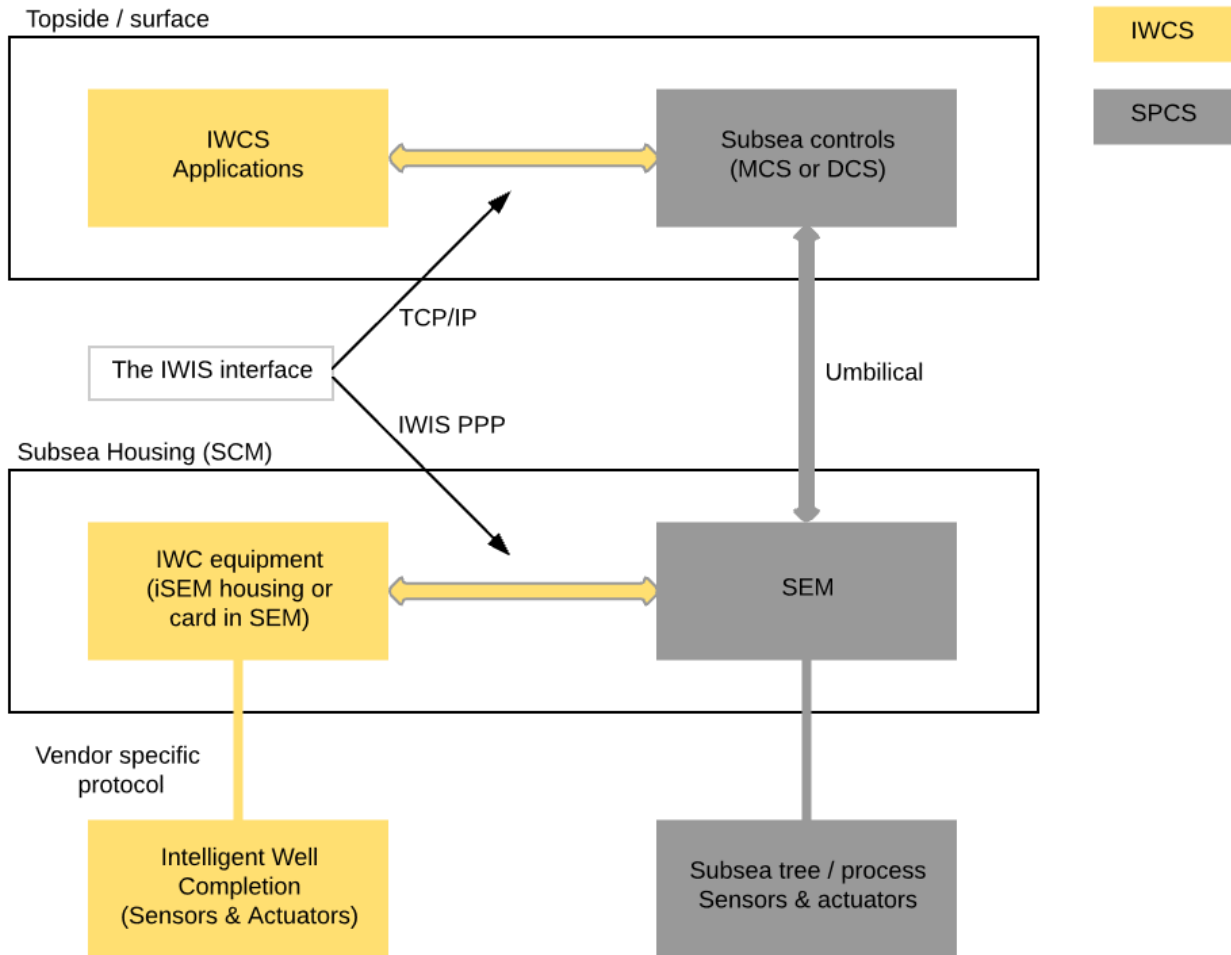 Topside / surface
IWCS
SPCS
IWCS
Applications
Subsea controls
(MCS or DCS)
TCP/IP
The IWIS interface
Umbilical
IWIS PPP
Subsea Housing (SCM)
IWC equipment
(iSEM housing or
card in SEM)
SEM
Vendor specific
protocol
Intelligent Well
Completion
(Sensors & Actuators)
Subsea tree / process
Sensors & actuators